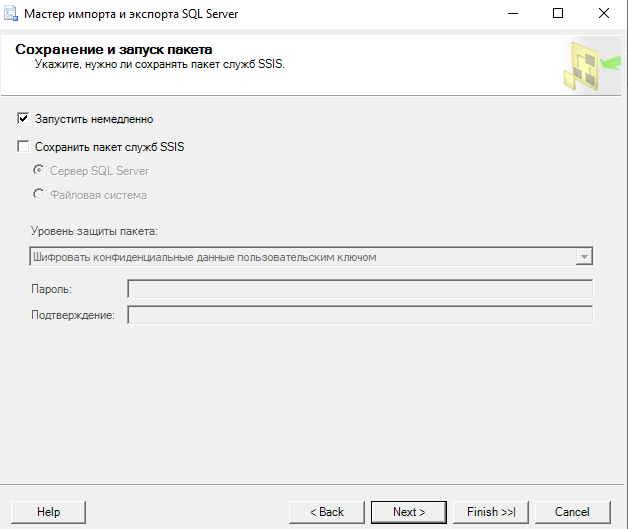 Мастер импорта и экспорта SQL Server
Сохранение и запуск пакета
Укажите, нужно ли сохранять пакет служб SSIS.
Запустить немедленно
Сохранить пакет служб SSIS
Сервер SQL Server
Файловая система
Уровень защиты пакета:
Шифровать конфиденциальные данные пользовательским ключом
Пароль:
Подтверждение:
Help
< Back
Next >
Finish >>|
Cancel